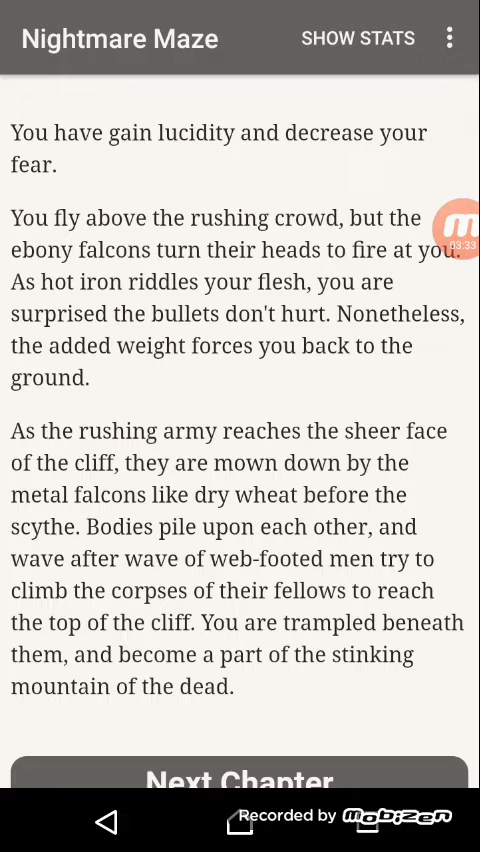 Nightmare Maze
SHOW STATS
You have gain lucidity and decrease your
fear.
You fly above the rushing crowd, but the
ebony falcons turn their heads to fire at you.
As hot iron riddles your flesh, you are
surprised the bullets don't hurt. Nonetheless,
the added weight forces you back to the
ground.
m
03:33
As the rushing army reaches the sheer face
of the cliff, they are mown down by the
metal falcons like dry wheat before the
scythe. Bodies pile upon each other, and
wave after wave of web-footed men try to
climb the corpses of their fellows to reach
the top of the cliff. You are trampled beneath
them, and become a part of the stinking
mountain of the dead.
Next Chapter
Recorded by mobizen